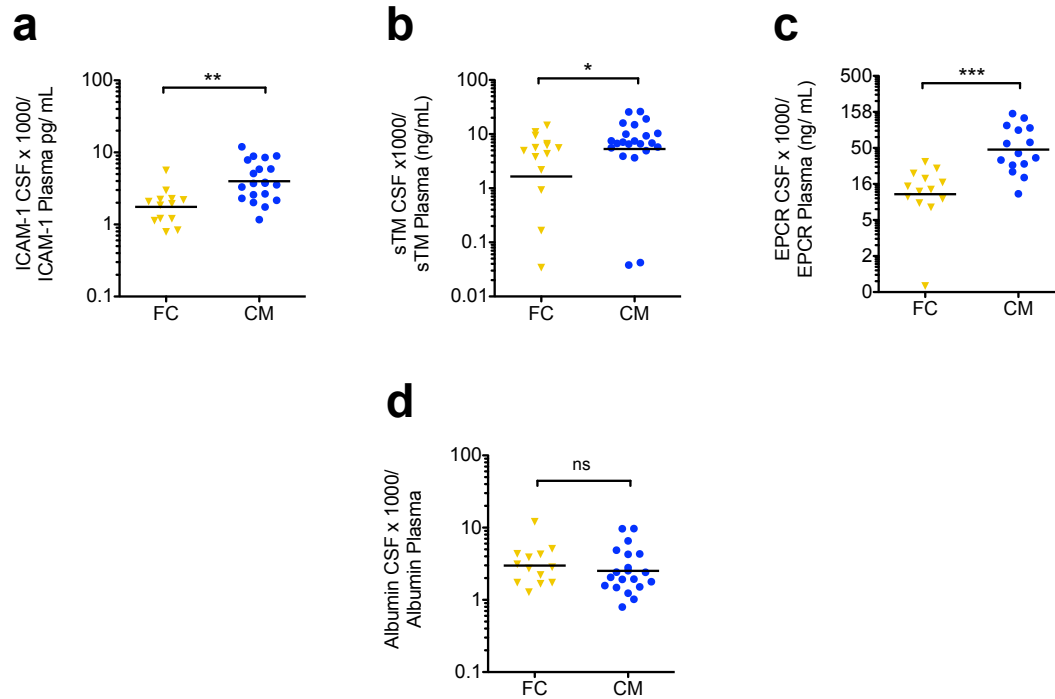 a
ICAM-1 CSF x 1000/
ICAM-1 Plasma pg/ mL
100
10
1
0.1
**
FC
CM
b
sTM CSF x1000/
sTM Plasma (ng/mL)
100
10
1
0.1
0.01
*
FC
CM
c
EPCR CSF x 1000/
EPCR Plasma (ng/ mL)
500
158
50
16
5
2
0
***
FC
CM
d
Albumin CSF x 1000/
Albumin Plasma
100
10
1
0.1
ns
FC
CM